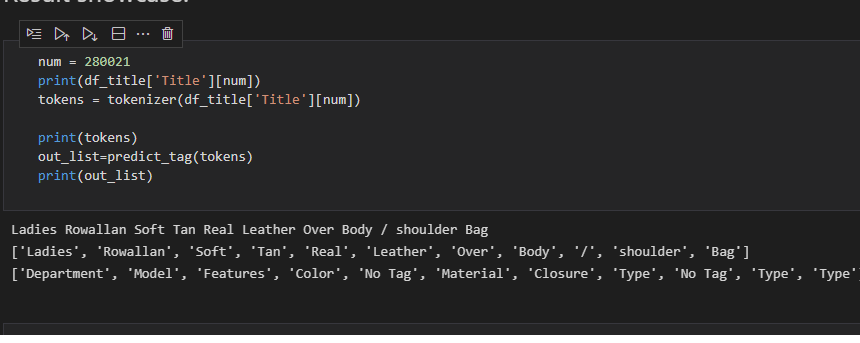 Result showcase:
num = 280021
print(df_title['Title'][num])
tokens = tokenizer(df_title['Title'][num])
print(tokens)
out_list=predict_tag(tokens)
print(out_list)
Ladies Rowallan Soft Tan Real Leather Over Body / shoulder Bag
['Ladies', 'Rowallan', 'Soft', 'Tan', 'Real', 'Leather', 'Over', 'Body', '/', 'shoulder', 'Bag']
['Department', 'Model', 'Features', 'Color', 'No Tag', 'Material', 'Closure', 'Type', 'No Tag', 'Type', 'Type'